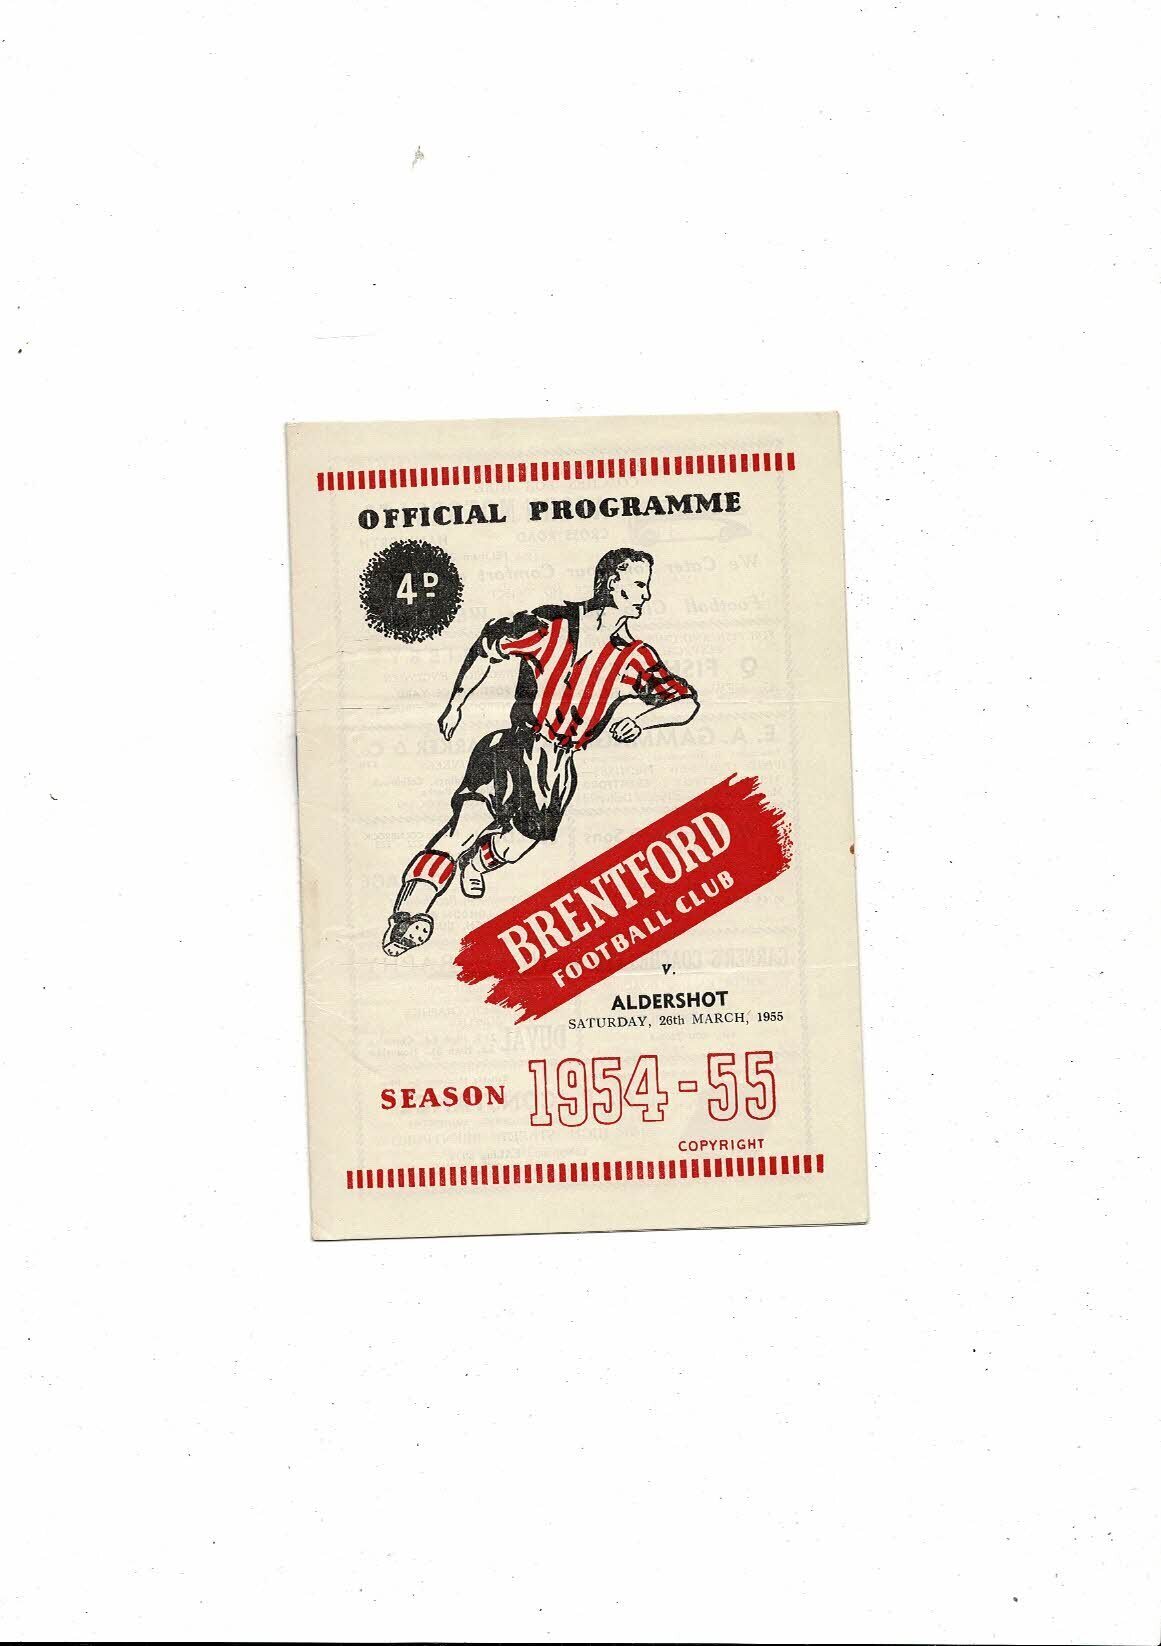 OFFICIAL PROGRAMME
4D
BRENTFORD
FOOTBALL CLUB
v.
ALDERSHOT
SATURDAY, 26th MARCH, 1955
SEASON 1954-55
COPYRIGHT